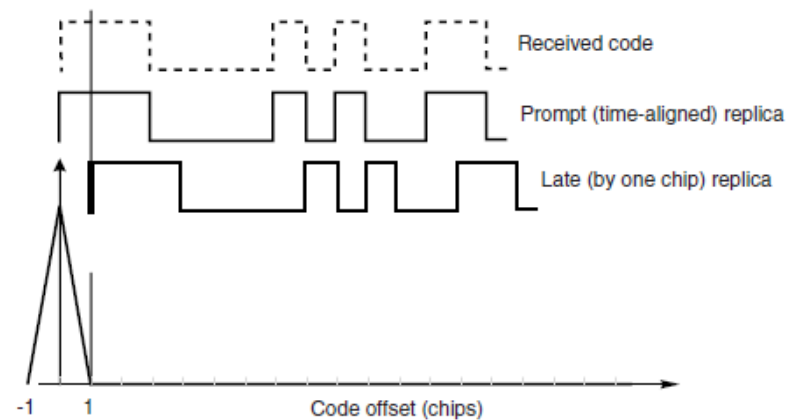 Received code
Prompt (time-aligned) replica
Late (by one chip) replica
-1 1 Code offset (chips)